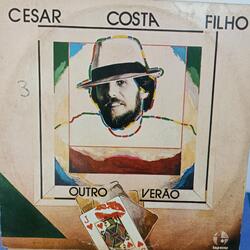 CESAR COSTA FILHO
3
OUTRO VERÃO
J